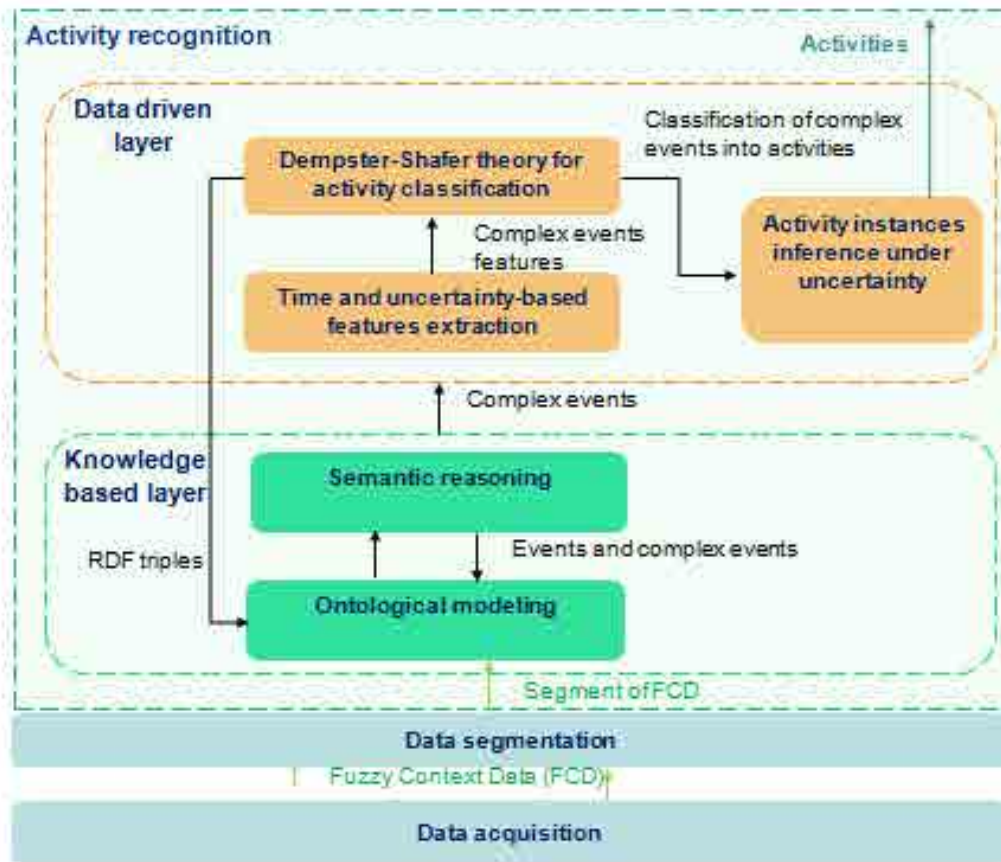 Activity recognition
Activities
Data driven
layer
Classification of complex
events into activities
Dempster-Shafer theory for
activity classification
Activity instances
inference under
uncertainty
Complex events
features
Time and uncertainty-based
features extraction
Complex events
Knowledge
based layer
Semantic reasoning
RDF triples
Events and complex events
Ontological modeling
Segment of FCD
Data segmentation
Fuzzy Context Data (FCD)
Data acquisition